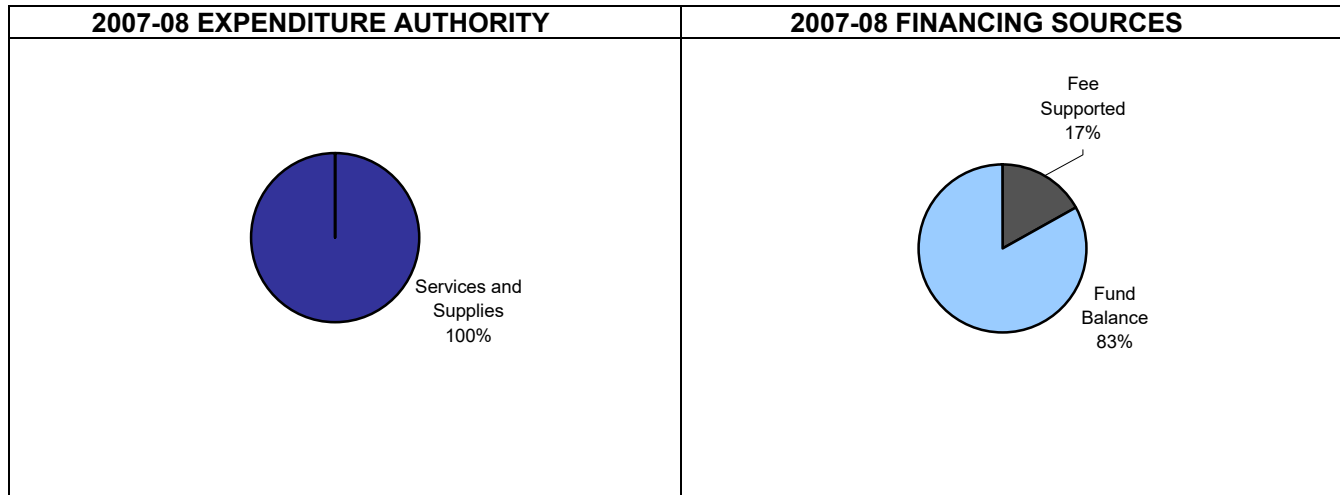 2007-08 EXPENDITURE AUTHORITY
Services and
Supplies
100%
2007-08 FINANCING SOURCES
Fee
Supported
17%
Fund
Balance
83%